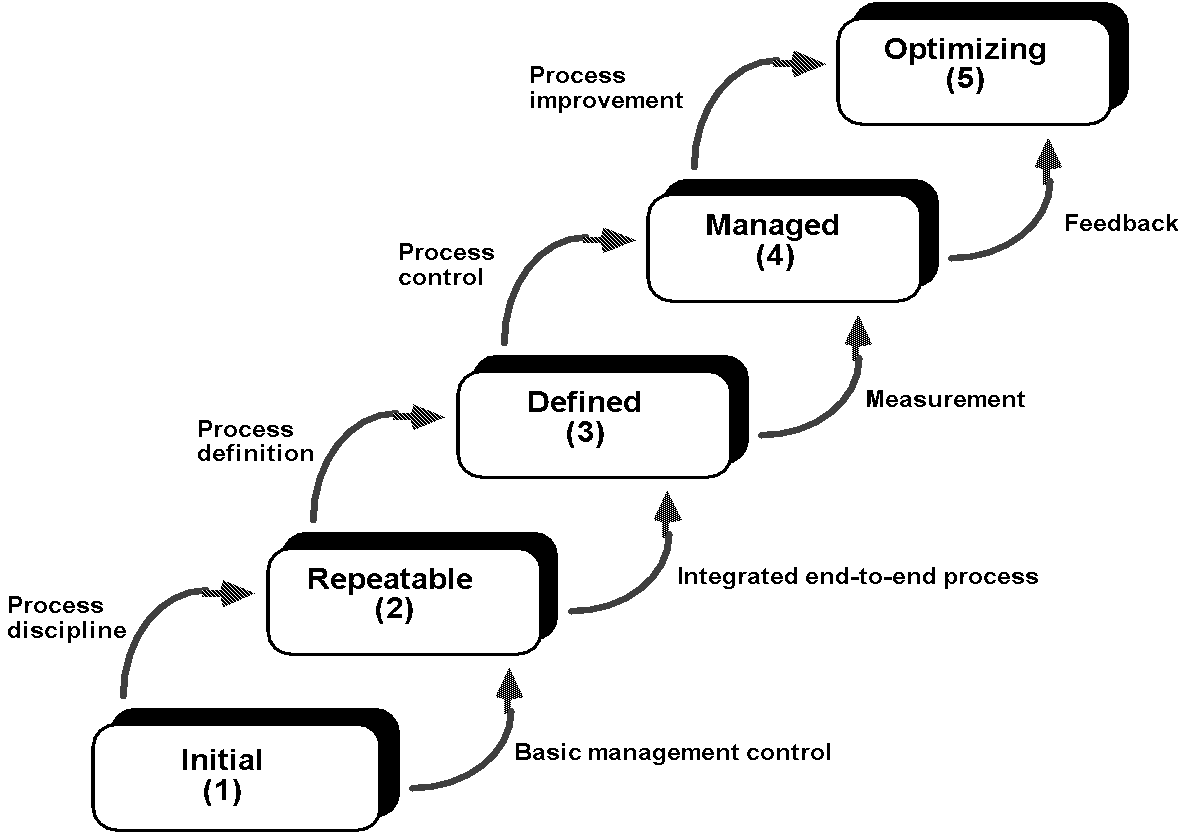 Optimizing
(5)
Process
improvement
Managed
(4)
Feedback
Process
control
Defined
(3)
Measurement
Process
definition
Repeatable
(2)
Integrated end-to-end process
Process
discipline
Initial
(1)
Basic management control